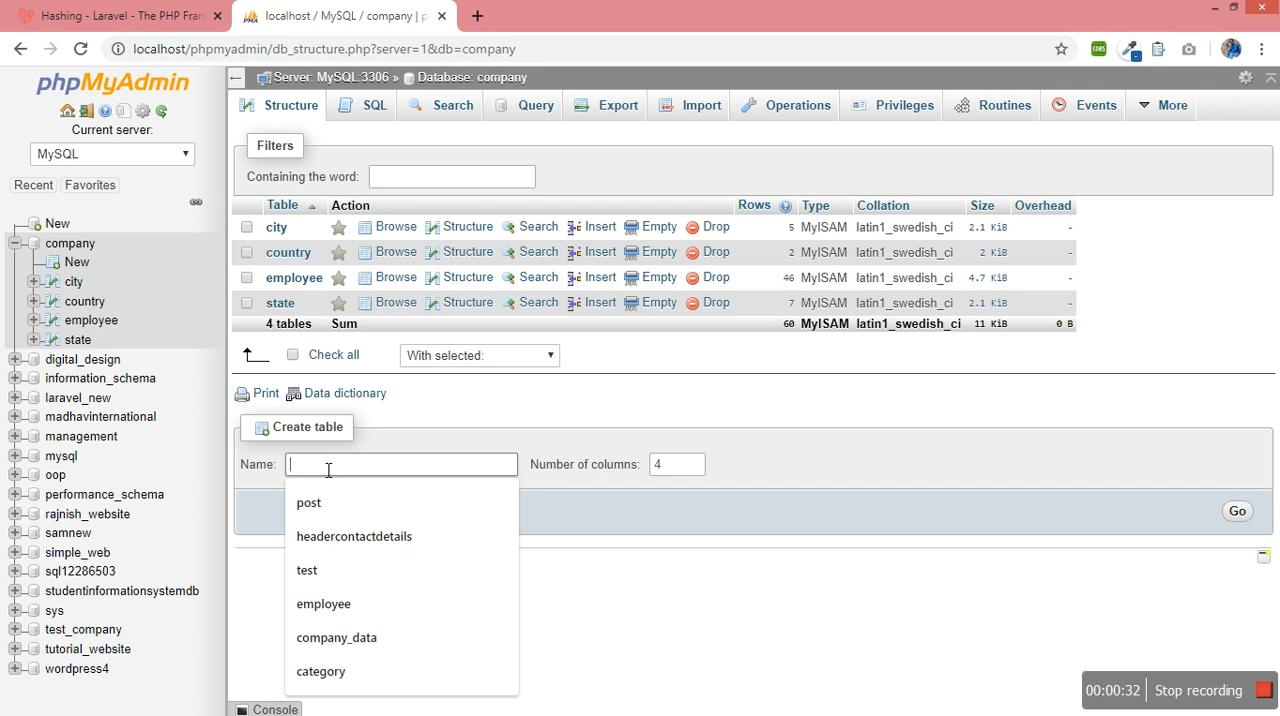 Hashing - Laravel - The PHP Fran
localhost / MySQL / company | p
localhost/phpmyadmin/db_structure.php?server=1&db=company
CORS
phpMyAdmin
Current server:
MySQL
Recent
Favorites
New
company
New
city
country
employee
state
digital_design
information_schema
laravel_new
madhavinternational
management
mysql
oop
performance_schema
rajnish_website
samnew
simple_web
sql12286503
studentinformationsystemdb
sys
test_company
tutorial_website
wordpress4
Server: MySQL:3306 » Database: company
Structure SQL Search Query Export Import Operations Privileges Routines Events More
Filters
Containing the word:
Table Action Rows Type Collation Size Overhead
city Browse Structure Search Insert Empty Drop 5 MyISAM latin1_swedish_ci 2.1 KiB -
country Browse Structure Search Insert Empty Drop 2 MyISAM latin1_swedish_ci 2 KiB -
employee Browse Structure Search Insert Empty Drop 46 MyISAM latin1_swedish_ci 4.7 KiB -
state Browse Structure Search Insert Empty Drop 7 MyISAM latin1_swedish_ci 2.1 KiB -
4 tables Sum 60 MyISAM latin1_swedish_ci 11 KiB 0 B
Check all With selected:
Print Data dictionary
Create table
Name: Number of columns: 4
post
headercontactdetails
test
employee
company_data
category
Go
Console
00:00:32 Stop recording